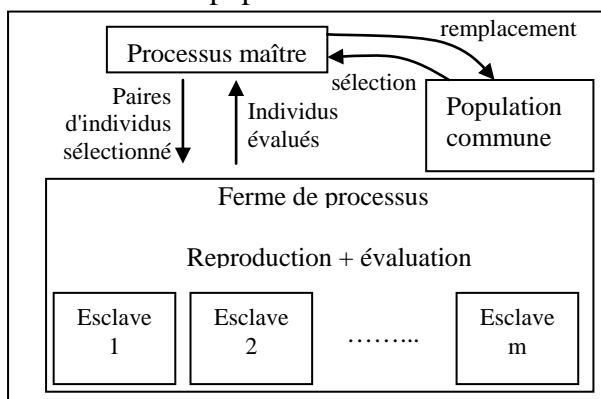 remplacement
Processus maître
sélection
Paires
d'individus
sélectionné
Individus
évalués
Population
commune
Ferme de processus
Reproduction + évaluation
Esclave
1
Esclave
2
……...
Esclave
m